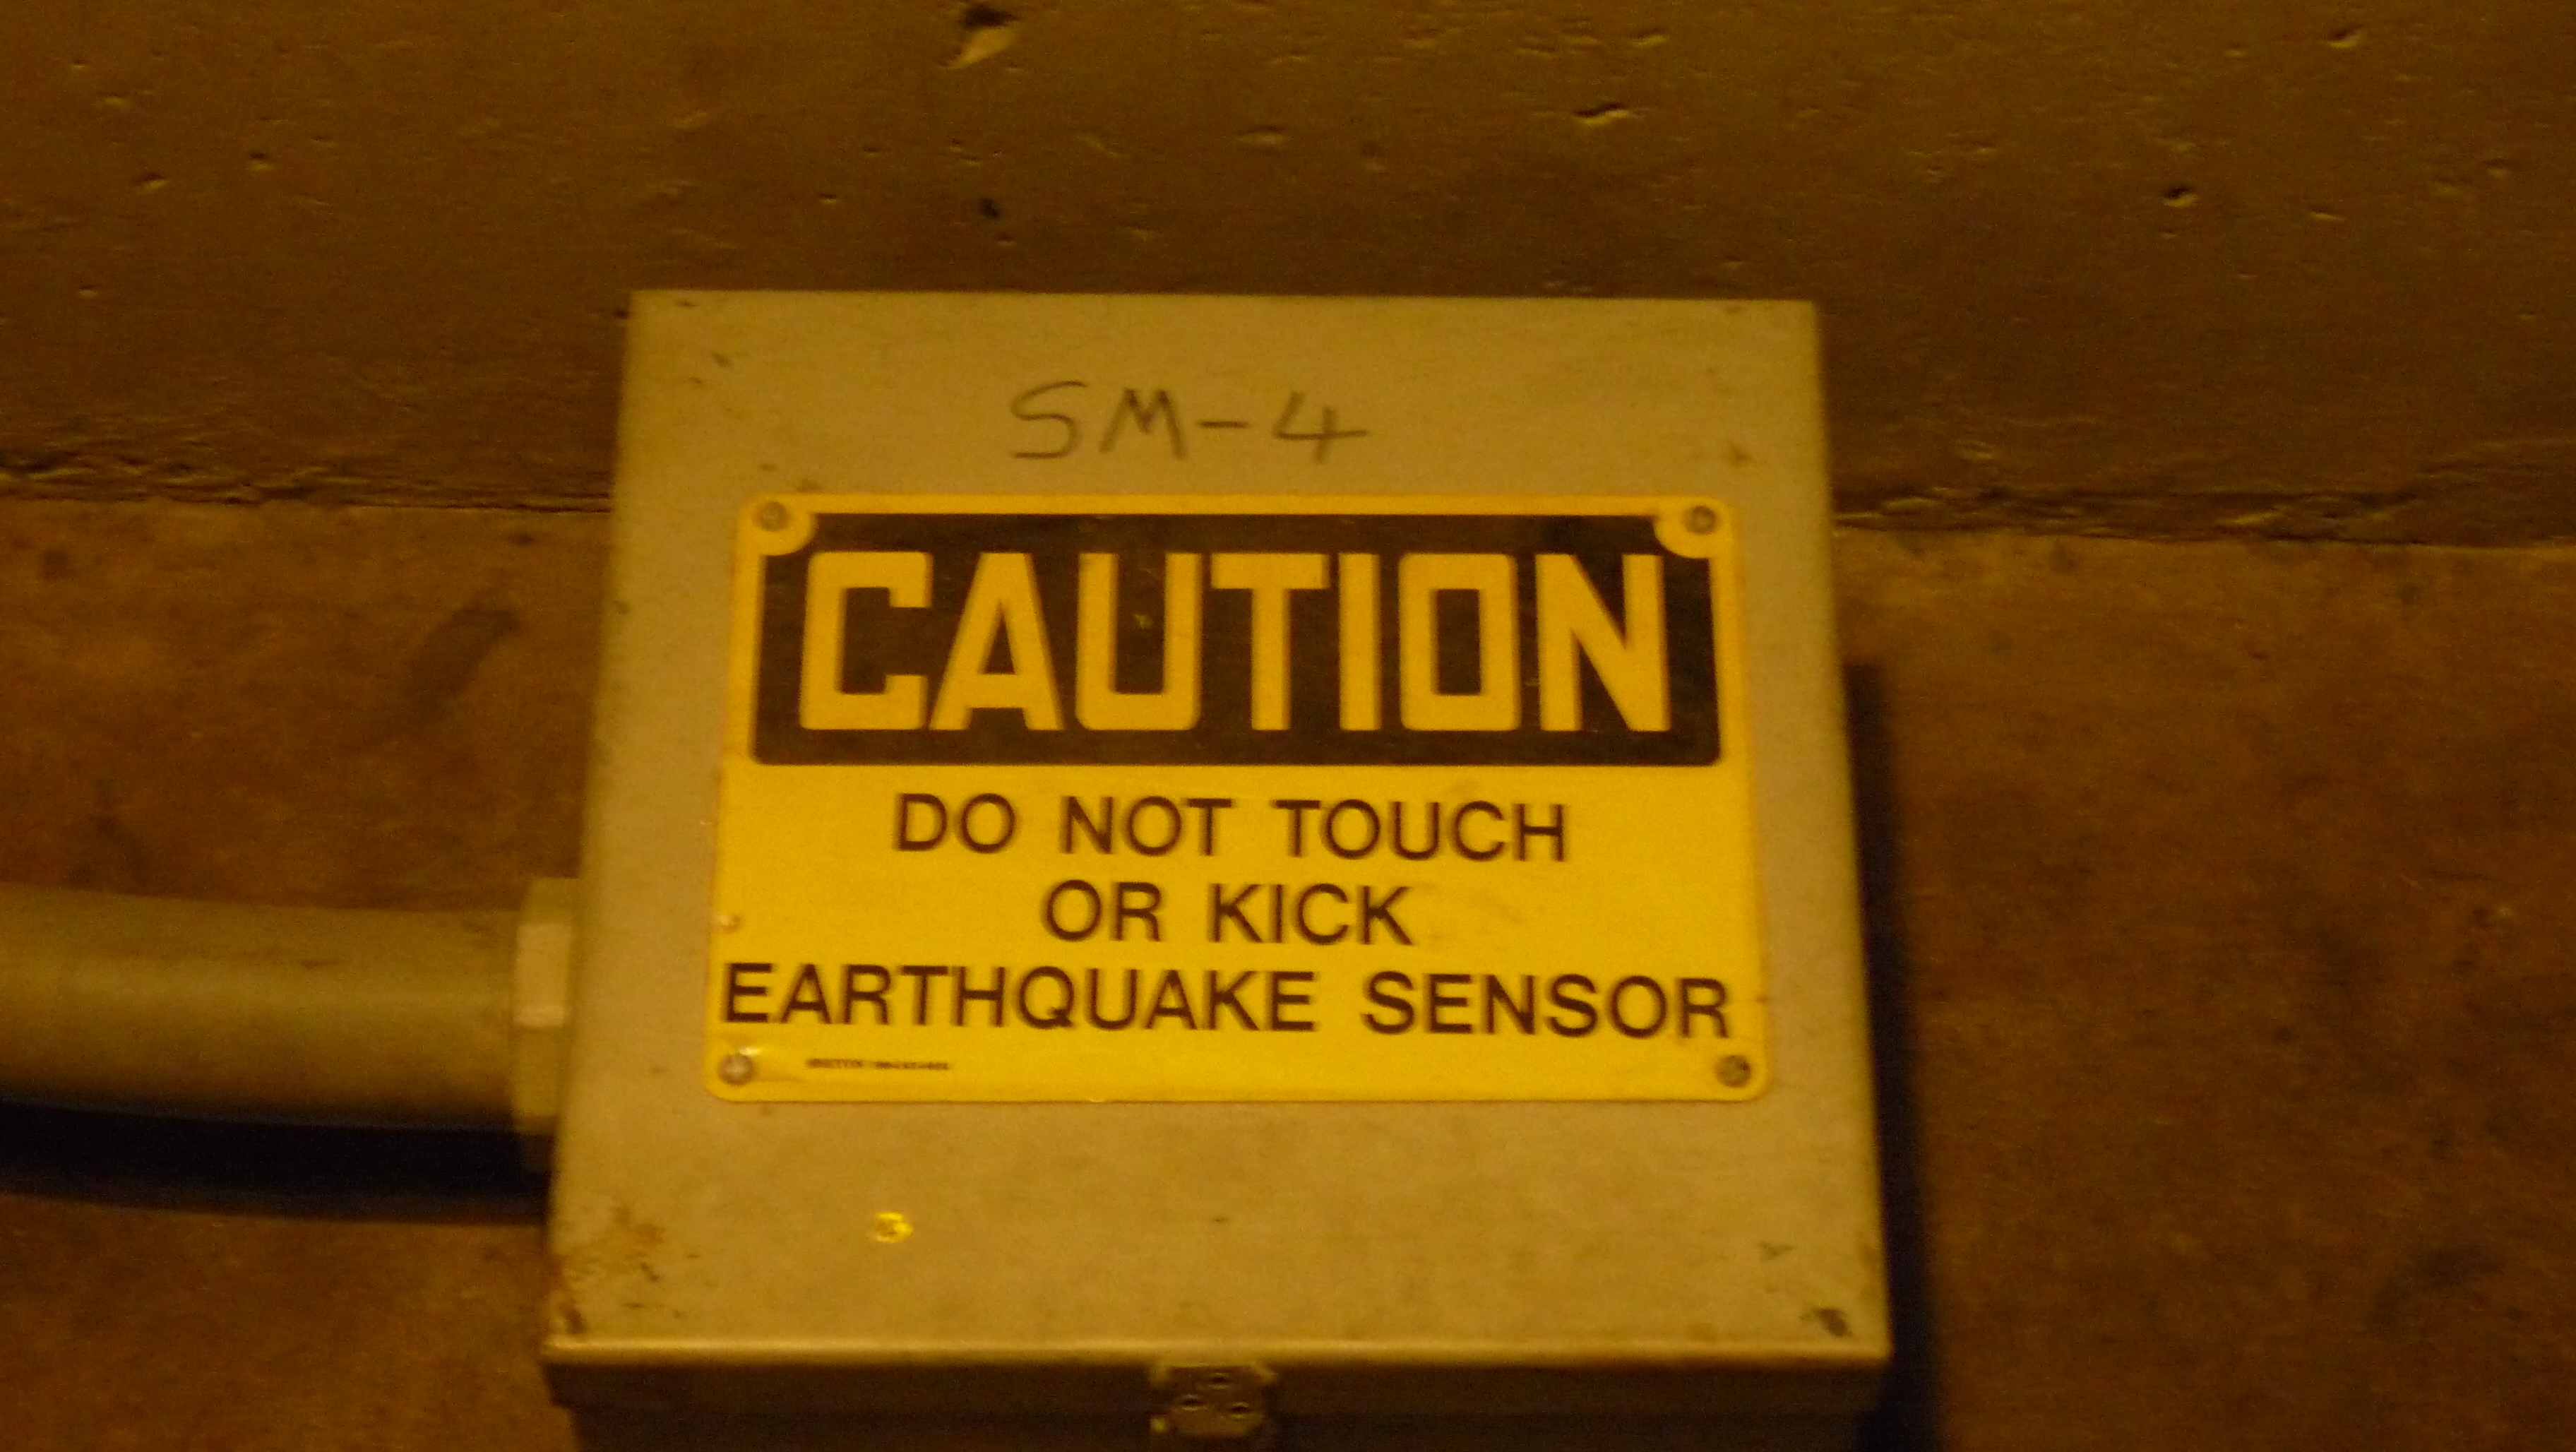 SM-4
CAUTION
DO NOT TOUCH
OR KICK
EARTHQUAKE SENSOR